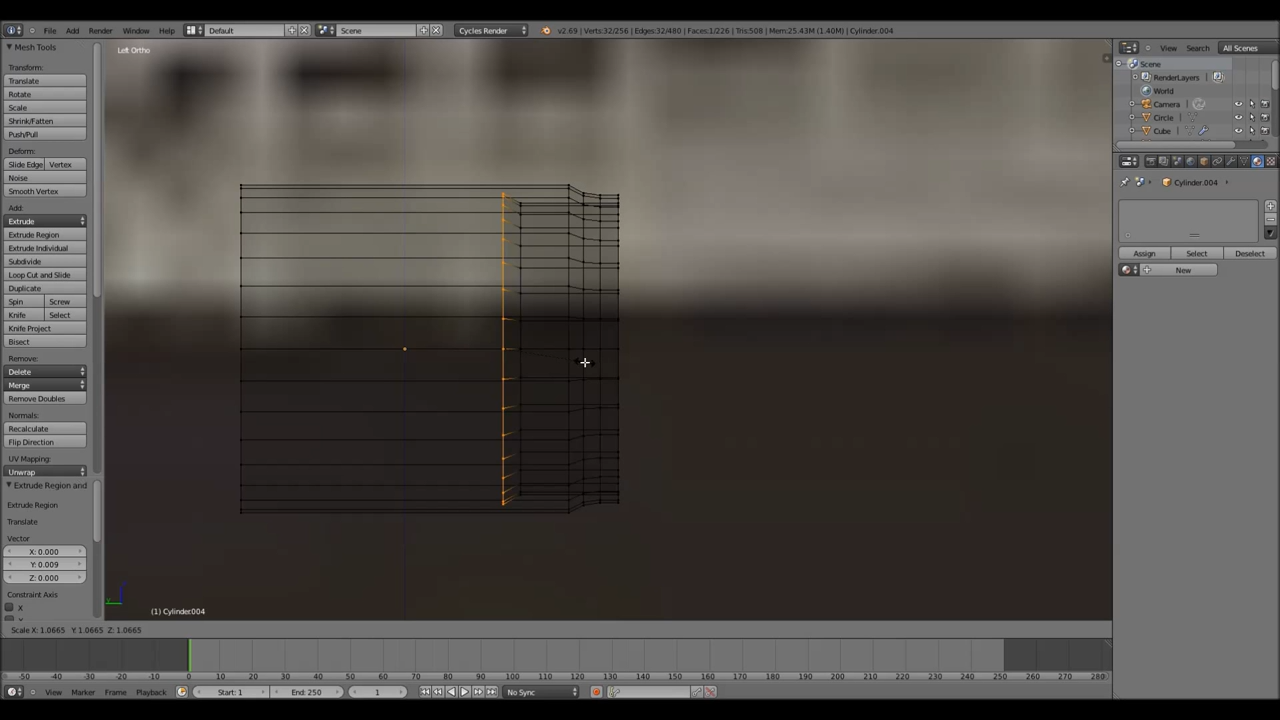 File Add Render Window Help Default Scene Cycles Render v2.69 | Verts:32/256 | Edges:32/480 | Faces:1/226 | Tris:508 | Mem:25.43M (1.40M) | Cylinder.004
Mesh Tools
Left Ortho
View Search All Scenes
Transform:
Translate
Rotate
Scale
Shrink/Fatten
Push/Pull
Deform:
Slide Edge Vertex
Noise
Smooth Vertex
Add:
Extrude
Extrude Region
Extrude Individual
Subdivide
Loop Cut and Slide
Duplicate
Spin Screw
Knife Select
Knife Project
Bisect
Remove:
Delete
Merge
Remove Doubles
Normals:
Recalculate
Flip Direction
UV Mapping:
Unwrap
Extrude Region and
Extrude Region
Translate
Vector
X: 0.000
Y: 0.009
Z: 0.000
Constraint Axis
X
Scene
RenderLayers
World
Camera
Circle
Cube
Cylinder.004
Assign Select Deselect
New
(1) Cylinder.004
Scale X: 1.0665 Y: 1.0665 Z: 1.0665
-50 -40 -30 -20 -10 0 10 20 30 40 50 60 70 80 90 100 110 120 130 140 150 160 170 180 190 200 210 220 230 240 250 260 270 280
View Marker Frame Playback Start: 1 End: 250 1 No Sync